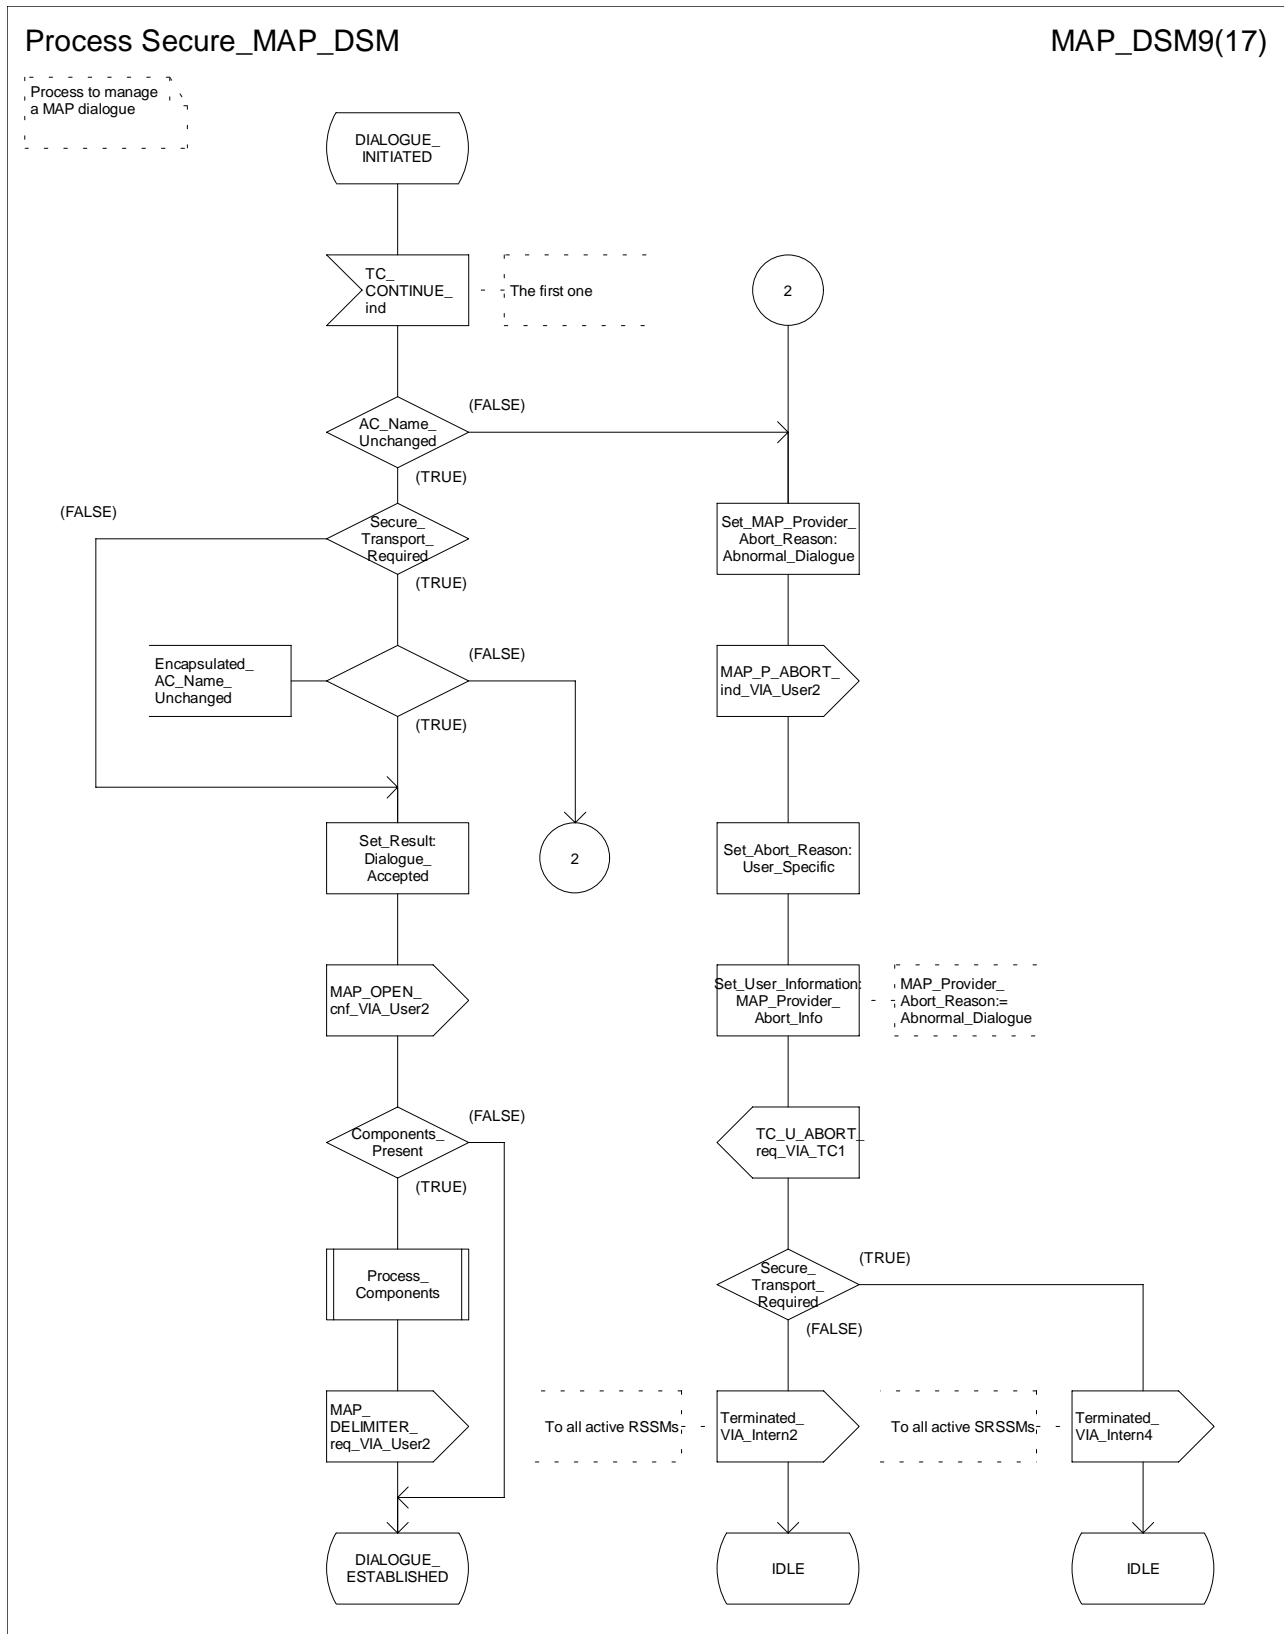 Process Secure_MAP_DSM
MAP_DSM9(17)
Process to manage
a MAP dialogue
DIALOGUE_
INITIATED
TC_
CONTINUE_
ind
The first one
2
(FALSE)
AC_Name_
Unchanged
(TRUE)
(FALSE)
Secure_
Transport_
Required
(TRUE)
Set_MAP_Provider_
Abort_Reason:
Abnormal_Dialogue
Encapsulated_
AC_Name_
Unchanged
(FALSE)
(TRUE)
MAP_P_ABORT_
ind_VIA_User2
Set_Result:
Dialogue_
Accepted
2
Set_Abort_Reason:
User_Specific
MAP_OPEN_
cnf_VIA_User2
Set_User_Information:
MAP_Provider_
Abort_Info
MAP_Provider_
Abort_Reason:=
Abnormal_Dialogue
(FALSE)
Components_
Present
(TRUE)
TC_U_ABORT_
req_VIA_TC1
Process_
Components
Secure_
Transport_
Required
(TRUE)
(FALSE)
MAP_
DELIMITER_
req_VIA_User2
To all active RSSMs
Terminated_
VIA_Intern2
To all active SRSSMs
Terminated_
VIA_Intern4
DIALOGUE_
ESTABLISHED
IDLE
IDLE